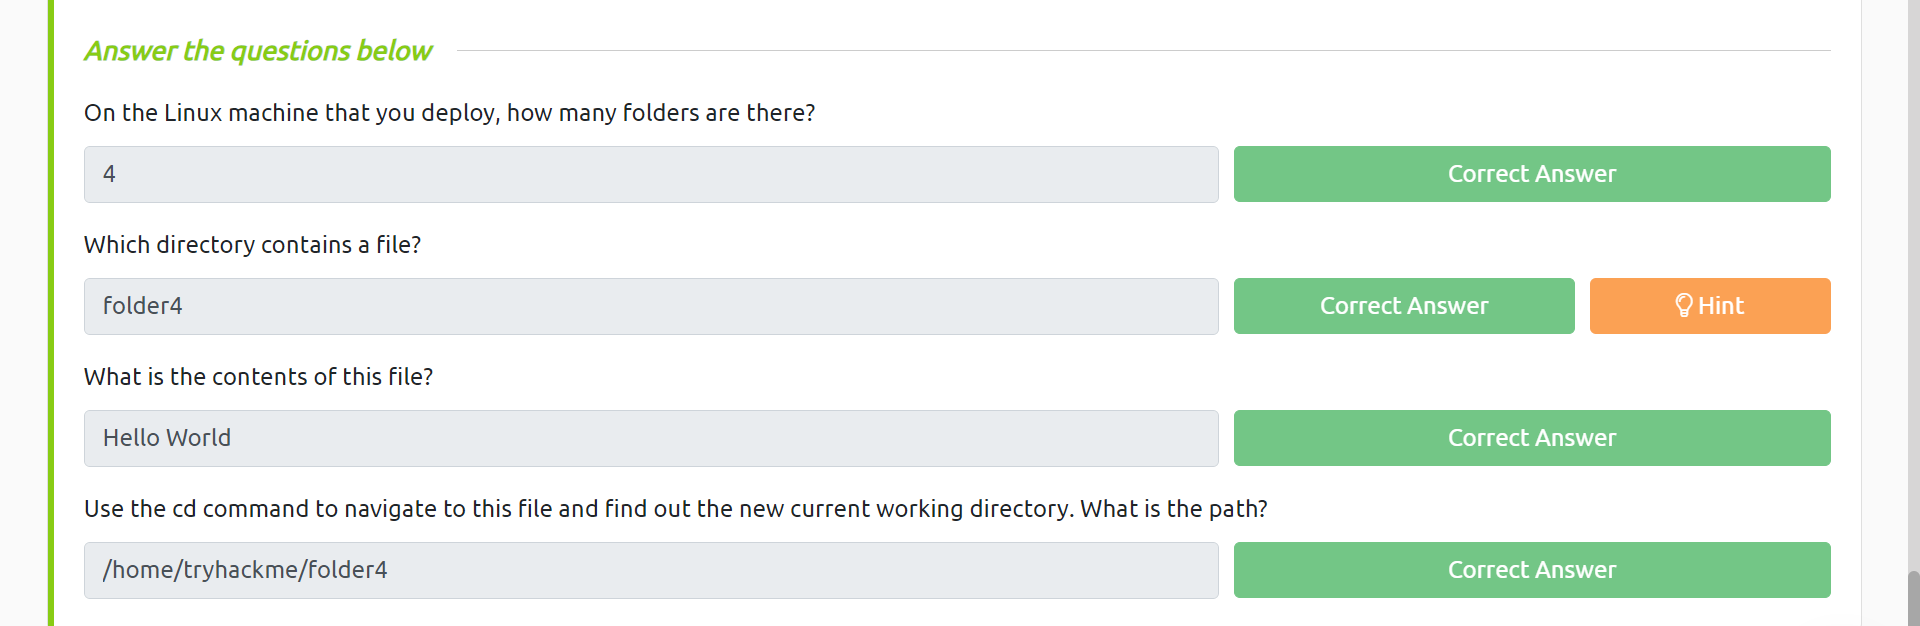 Answer the questions below
On the Linux machine that you deploy, how many folders are there?
4
Correct Answer
Which directory contains a file?
folder4
Correct Answer
Hint
What is the contents of this file?
Hello World
Correct Answer
Use the cd command to navigate to this file and find out the new current working directory. What is the path?
/home/tryhackme/folder4
Correct Answer